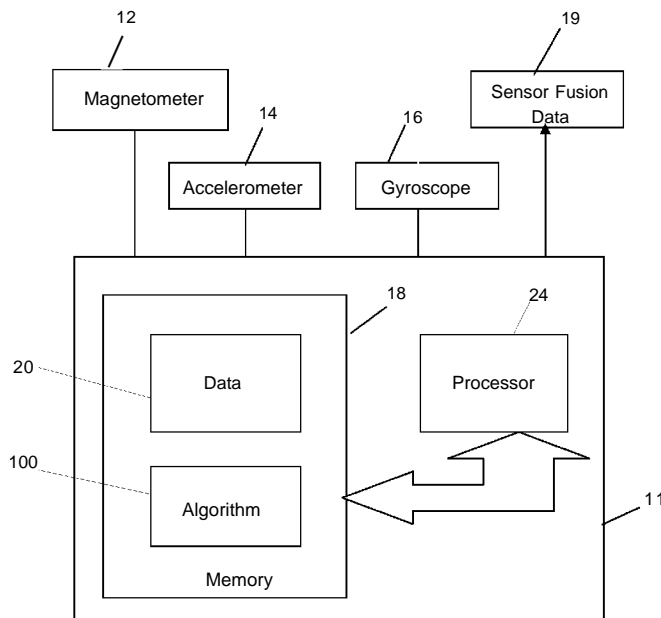 12
19
Magnetometer
Sensor Fusion
Data
14
16
Accelerometer
Gyroscope
18
24
20
Data
Processor
100
Algorithm
11
Memory